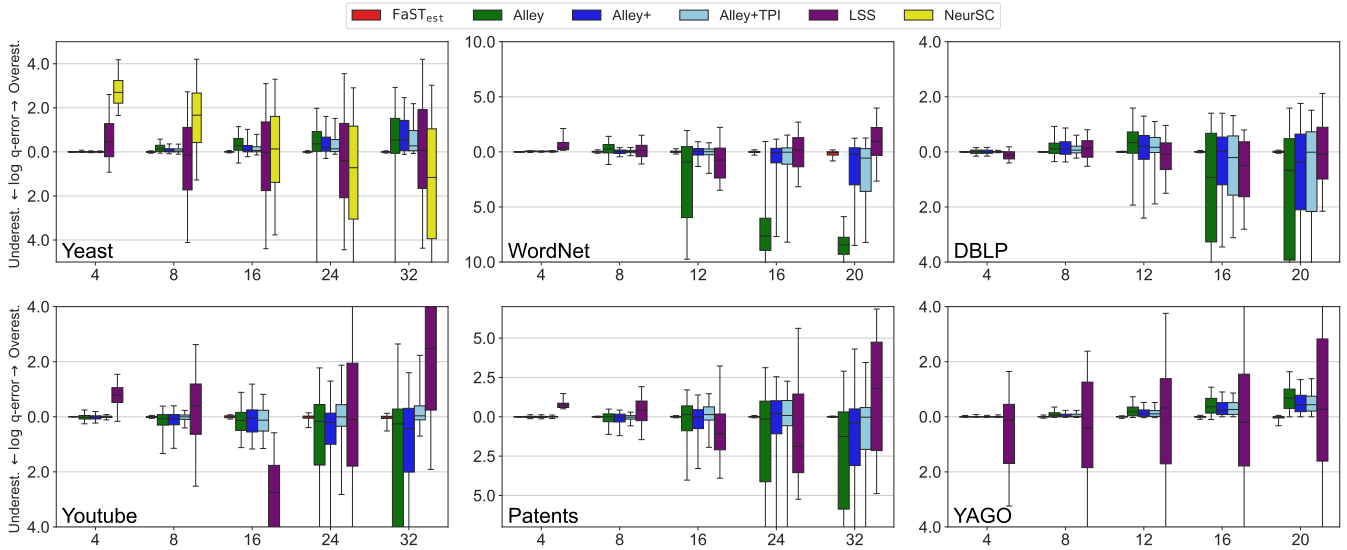 FaSTest Alley Alley+ Alley+TPI LSS NeurSC
Underest. ← log q-error → Overest.
4.0
2.0
0.0
2.0
4.0
Yeast
4 8 16 24 32
10.0
5.0
0.0
5.0
10.0
WordNet
4 8 12 16 20
4.0
2.0
0.0
2.0
4.0
DBLP
4 8 12 16 20
Underest. ← log q-error → Overest.
4.0
2.0
0.0
2.0
4.0
Youtube
4 8 16 24 32
5.0
2.5
0.0
2.5
5.0
Patents
4 8 16 24 32
4.0
2.0
0.0
2.0
4.0
YAGO
4 8 12 16 20